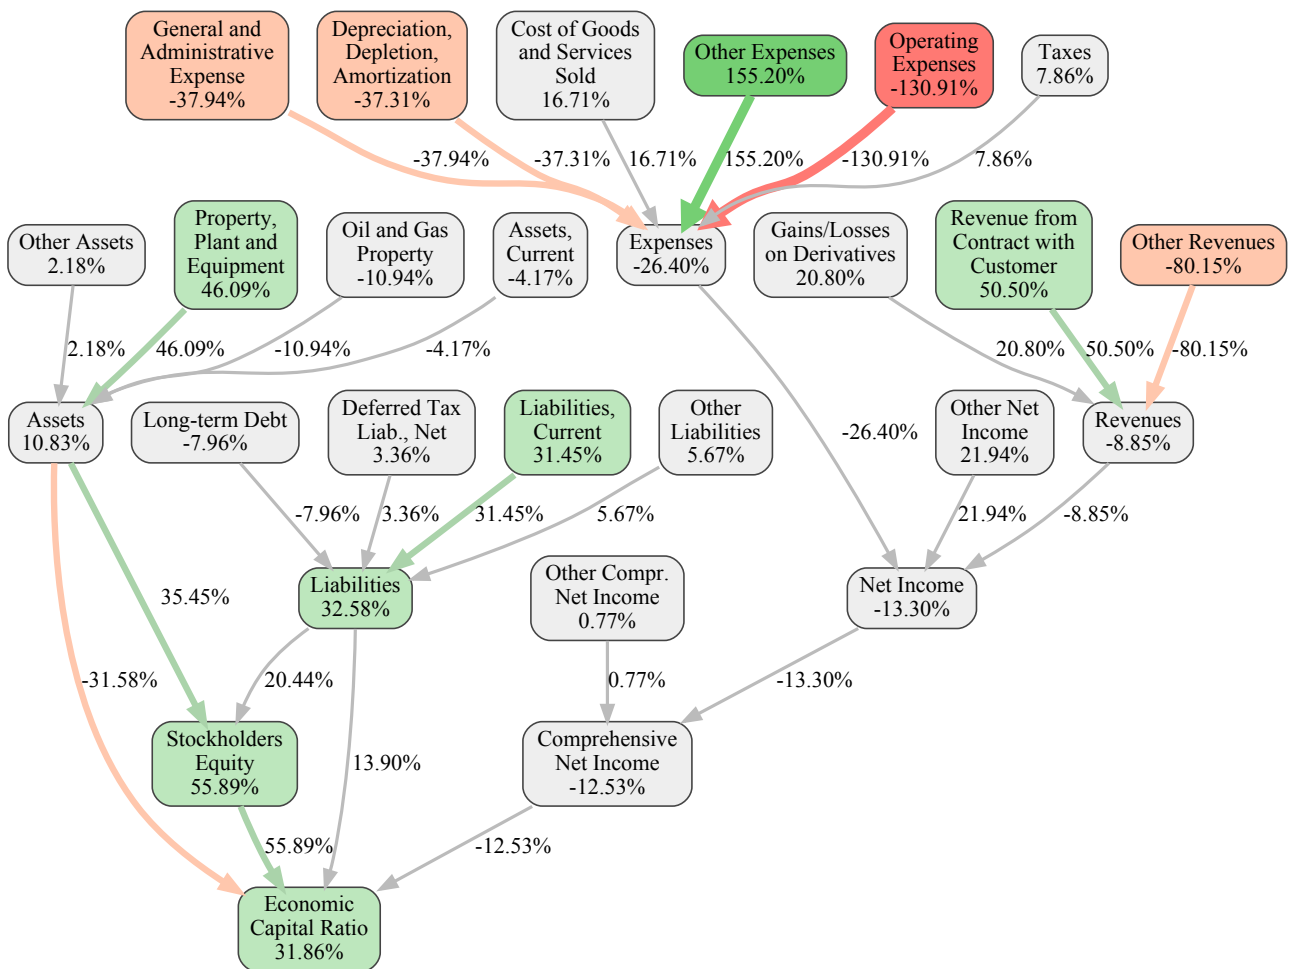 General and
Administrative
Expense
-37.94%
Depreciation,
Depletion,
Amortization
-37.31%
Cost of Goods
and Services
Sold
16.71%
Other Expenses
155.20%
Operating
Expenses
-130.91%
Taxes
7.86%
-37.94%
-37.31%
16.71%
155.20%
-130.91%
7.86%
Other Assets
2.18%
Property,
Plant and
Equipment
46.09%
Oil and Gas
Property
-10.94%
Assets,
Current
-4.17%
Expenses
-26.40%
Gains/Losses
on Derivatives
20.80%
Revenue from
Contract with
Customer
50.50%
Other Revenues
-80.15%
2.18%
46.09%
-10.94%
-4.17%
20.80%
50.50%
-80.15%
Assets
10.83%
Long-term Debt
-7.96%
Deferred Tax
Liab., Net
3.36%
Liabilities,
Current
31.45%
Other
Liabilities
5.67%
-26.40%
Other Net
Income
21.94%
Revenues
-8.85%
-7.96%
3.36%
31.45%
5.67%
21.94%
-8.85%
35.45%
Liabilities
32.58%
Other Compr.
Net Income
0.77%
Net Income
-13.30%
-31.58%
20.44%
0.77%
-13.30%
Stockholders
Equity
55.89%
13.90%
Comprehensive
Net Income
-12.53%
55.89%
-12.53%
Economic
Capital Ratio
31.86%